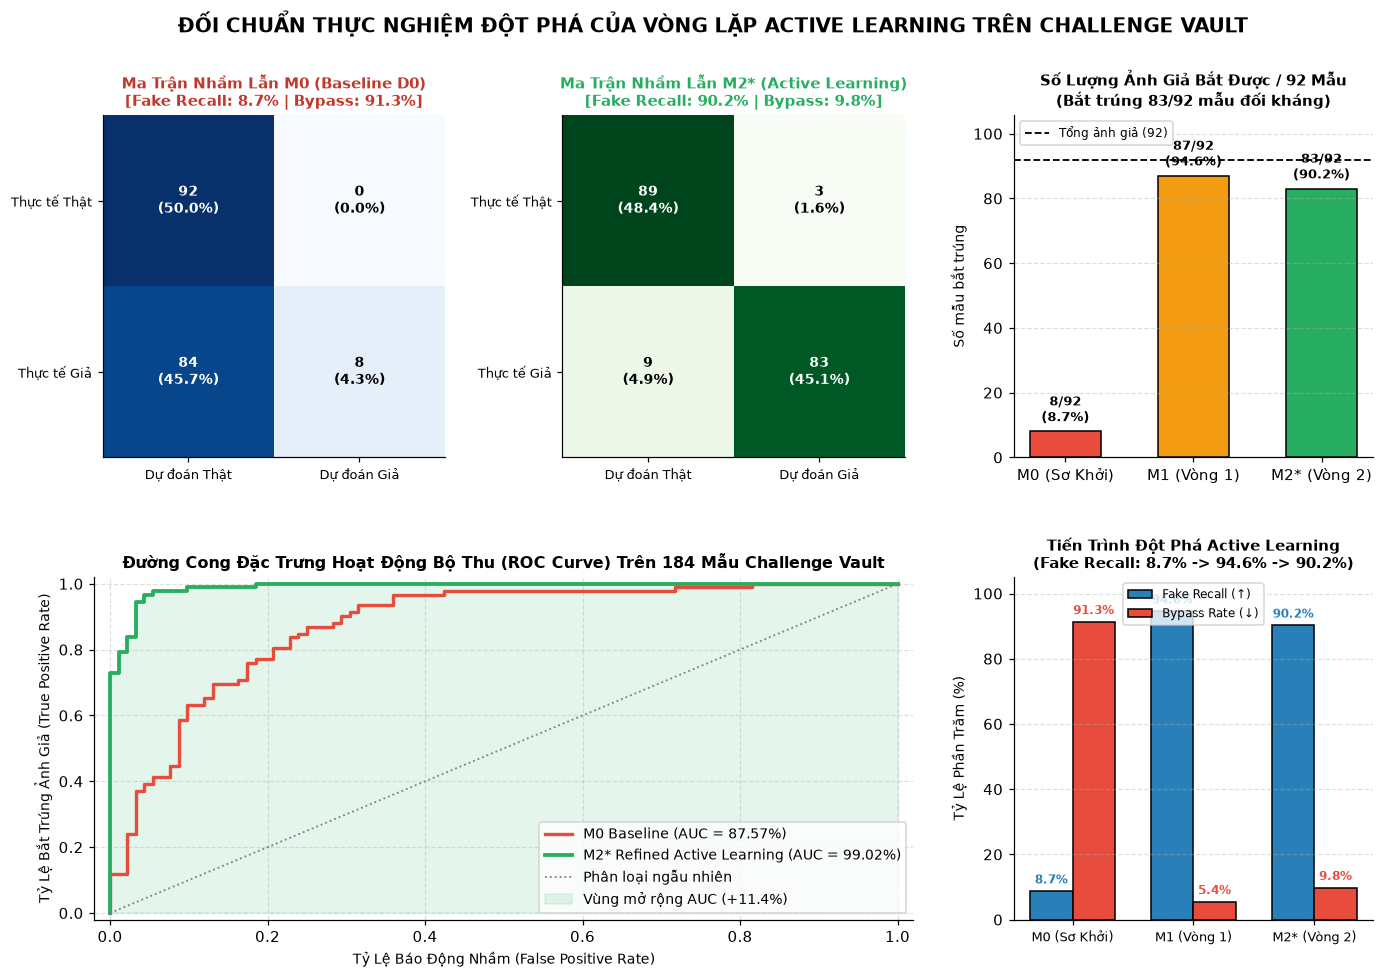 ĐỐI CHUẨN THỰC NGHIỆM ĐỘT PHÁ CỦA VÒNG LẶP ACTIVE LEARNING TRÊN CHALLENGE VAULT
Ma Trận Nhầm Lẫn M0 (Baseline D0)
[Fake Recall: 8.7% | Bypass: 91.3%]
Thực tế Thật
Thực tế Giả
92
(50.0%)
0
(0.0%)
84
(45.7%)
8
(4.3%)
Dự đoán Thật
Dự đoán Giả
Ma Trận Nhầm Lẫn M2* (Active Learning)
[Fake Recall: 90.2% | Bypass: 9.8%]
Thực tế Thật
Thực tế Giả
89
(48.4%)
3
(1.6%)
9
(4.9%)
83
(45.1%)
Dự đoán Thật
Dự đoán Giả
Số Lượng Ảnh Giả Bắt Được / 92 Mẫu
(Bắt trúng 83/92 mẫu đối kháng)
Số mẫu bắt trúng
100
80
60
40
20
0
Tổng ảnh giả (92)
8/92
(8.7%)
87/92
(94.6%)
83/92
(90.2%)
M0 (Sơ Khởi)
M1 (Vòng 1)
M2* (Vòng 2)
Đường Cong Đặc Trưng Hoạt Động Bộ Thu (ROC Curve) Trên 184 Mẫu Challenge Vault
Tỷ Lệ Bắt Trúng Ảnh Giả (True Positive Rate)
1.0
0.8
0.6
0.4
0.2
0.0
M0 Baseline (AUC = 87.57%)
M2* Refined Active Learning (AUC = 99.02%)
Phân loại ngẫu nhiên
Vùng mở rộng AUC (+11.4%)
0.0
0.2
0.4
0.6
0.8
1.0
Tỷ Lệ Báo Động Nhầm (False Positive Rate)
Tiến Trình Đột Phá Active Learning
(Fake Recall: 8.7% -> 94.6% -> 90.2%)
Tỷ Lệ Phần Trăm (%)
100
80
60
40
20
0
Fake Recall (↑)
Bypass Rate (↓)
8.7%
91.3%
5.4%
90.2%
9.8%
M0 (Sơ Khởi)
M1 (Vòng 1)
M2* (Vòng 2)